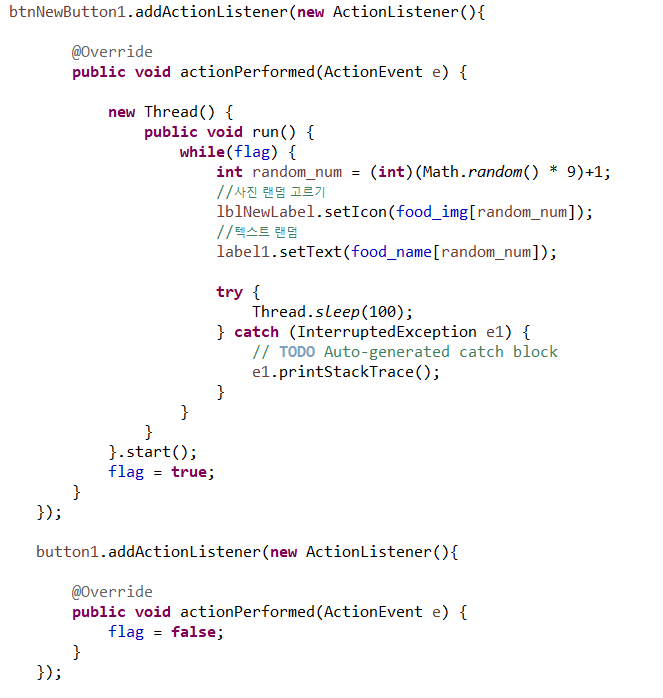 btnNewButton1.addActionListener(new ActionListener(){
@Override
public void actionPerformed(ActionEvent e) {
new Thread() {
public void run() {
while(flag) {
int random_num = (int)(Math.random() * 9)+1;
//사진 랜덤 고르기
lblNewLabel.setIcon(food_img[random_num]);
//텍스트 랜덤
label1.setText(food_name[random_num]);
try {
Thread.sleep(100);
} catch (InterruptedException e1) {
// TODO Auto-generated catch block
e1.printStackTrace();
}
}
}
}.start();
flag = true;
}
});
button1.addActionListener(new ActionListener(){
@Override
public void actionPerformed(ActionEvent e) {
flag = false;
}
});